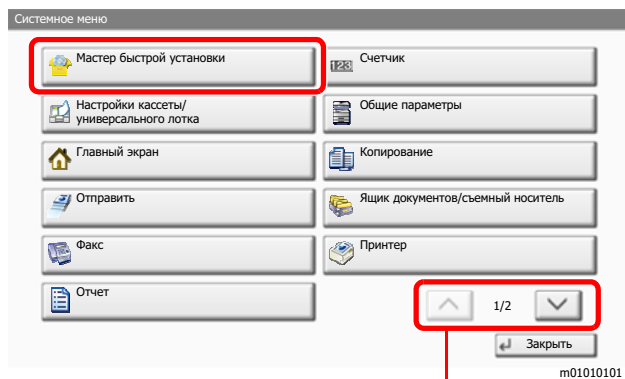 Системное меню
Мастер быстрой установки
123 Счетчик
Настройки кассеты/
универсального лотка
Общие параметры
Главный экран
Копирование
Отправить
Ящик документов/съемный носитель
Факс
Принтер
Отчет
1/2
Закрыть
m01010101